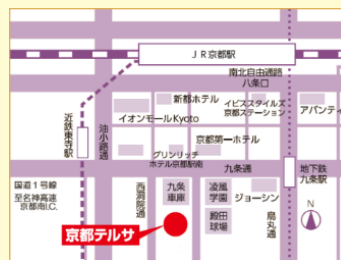 JR京都駅
南北自由通路
八条口
新都ホテル
イビススタイルズ
京都ステーション
アバンティ
イオンモールKyoto
近鉄東寺駅
油小路通
京都第一ホテル
グリンリッチ
ホテル京都駅南
九条通
地下鉄
九条駅
国道1号線
至名神高速
京都南I.C.
西洞院通
九条
車庫
凌風
学園
ジョーシン
烏丸通
N
殿田
球場
京都テルサ